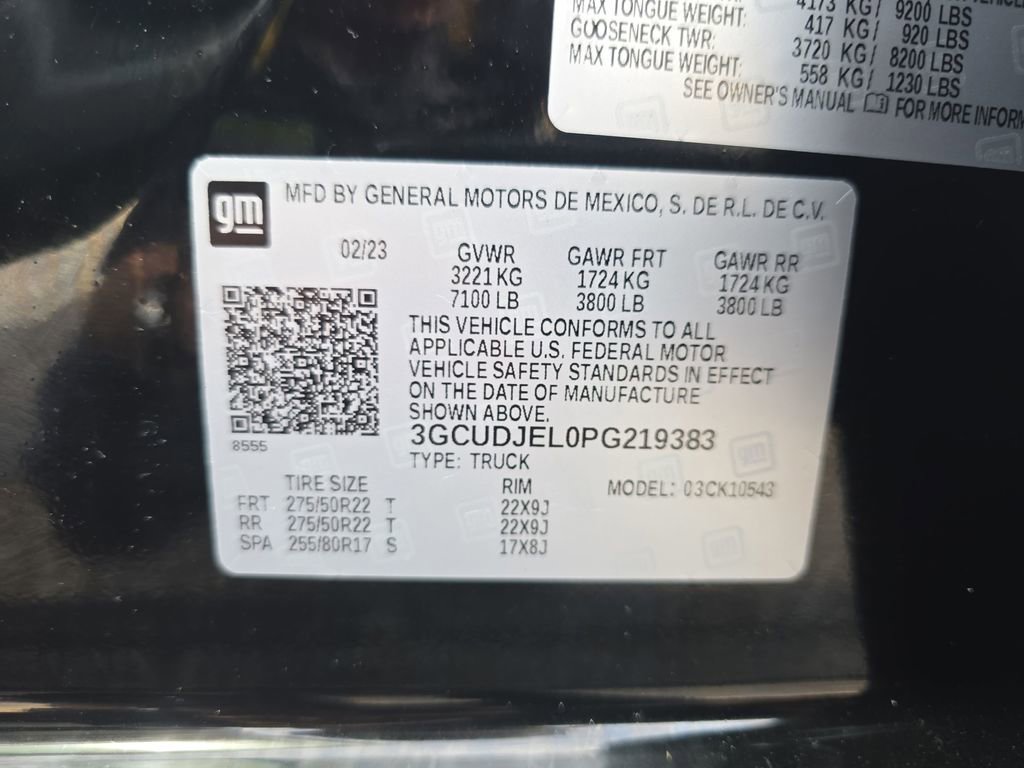 MAX TONGUE WEIGHT: 4173 KG/ 9200 LBS
GOOSENECK TWR: 417 KG/ 920 LBS
MAX TONGUE WEIGHT: 3720 KG/ 8200 LBS
558 KG/ 1230 LBS
SEE OWNER'S MANUAL FOR MORE INFORM
gm
MFD BY GENERAL MOTORS DE MEXICO, S. DE R.L. DE C.V.
02/23 GVWR GAWR FRT GAWR RR
3221 KG 1724 KG 1724 KG
7100 LB 3800 LB 3800 LB
THIS VEHICLE CONFORMS TO ALL
APPLICABLE U.S. FEDERAL MOTOR
VEHICLE SAFETY STANDARDS IN EFFECT
ON THE DATE OF MANUFACTURE
SHOWN ABOVE.
3GCUDJEL0PG219383
8555
TYPE: TRUCK
TIRE SIZE RIM MODEL: 03CK10543
FRT 275/50R22 T 22X9J
RR 275/50R22 T 22X9J
SPA 255/80R17 S 17X8J